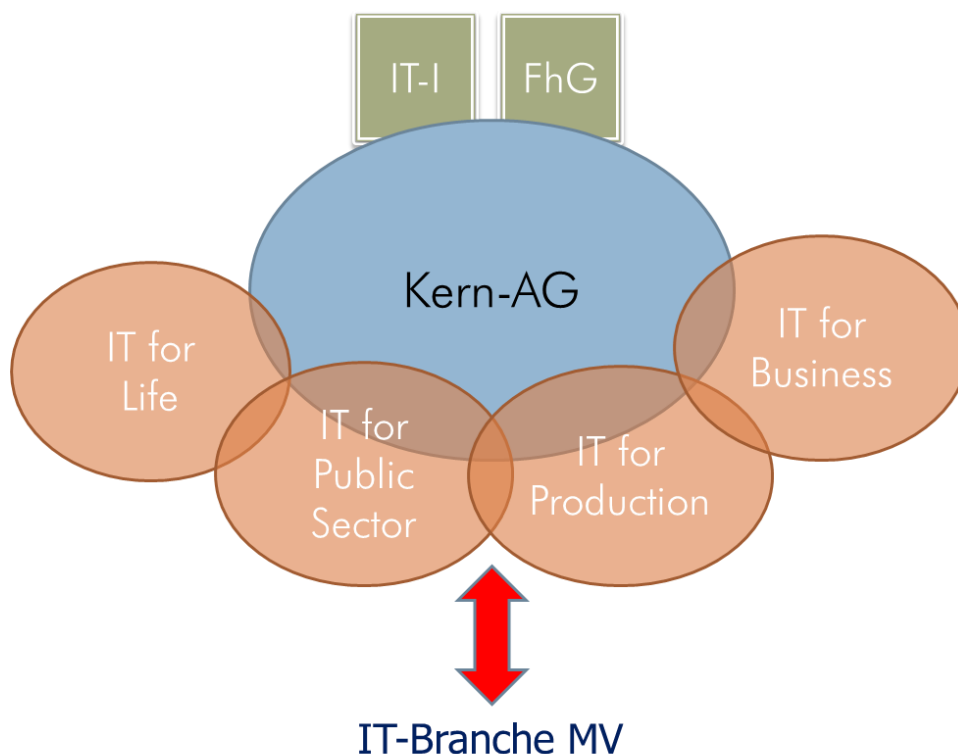 IT-I
FhG
Kern-AG
IT for
Life
IT for
Public
Sector
IT for
Production
IT for
Business
IT-Branche MV